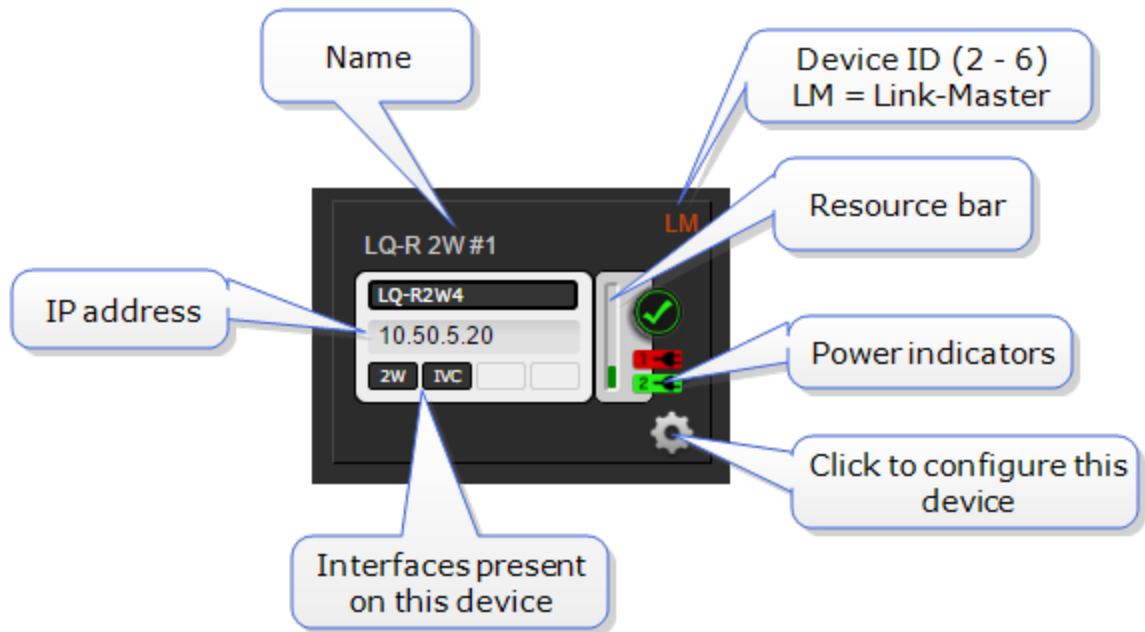 Name
Device ID (2 - 6)
LM = Link-Master
Resource bar
LM
LQ-R 2W #1
IP address
LQ-R2W4
10.50.5.20
1
Power indicators
2W IVC
2
Click to configure this
device
Interfaces present
on this device